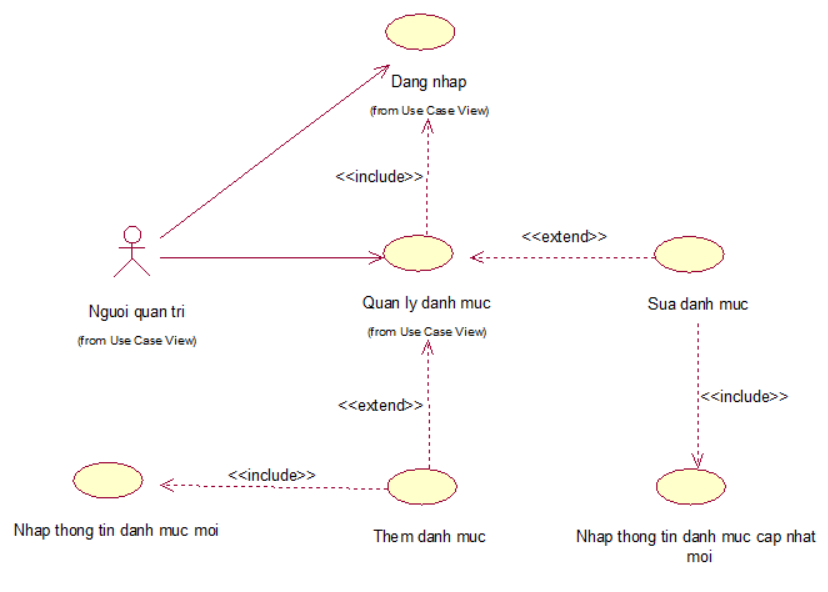 Dang nhap
(from Use Case View)
<<include>>
<<extend>>
Nguoi quan tri
(from Use Case View)
Quan ly danh muc
(from Use Case View)
Sua danh muc
<<extend>>
<<include>>
<<include>>
Nhap thong tin danh muc moi
Them danh muc
Nhap thong tin danh muc cap nhat
moi